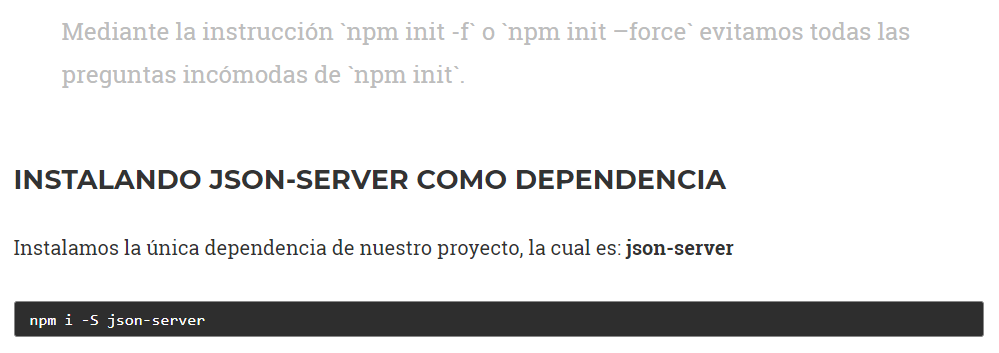 Mediante la instrucción `npm init -f` o `npm init –force` evitamos todas las
preguntas incómodas de `npm init`.
INSTALANDO JSON-SERVER COMO DEPENDENCIA
Instalamos la única dependencia de nuestro proyecto, la cual es: json-server
npm i -S json-server